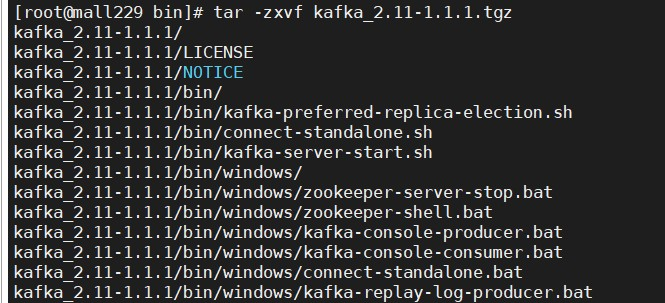 [root@mall229 bin]# tar -zxvf kafka_2.11-1.1.1.tgz
kafka_2.11-1.1.1/
kafka_2.11-1.1.1/LICENSE
kafka_2.11-1.1.1/NOTICE
kafka_2.11-1.1.1/bin/
kafka_2.11-1.1.1/bin/kafka-preferred-replica-election.sh
kafka_2.11-1.1.1/bin/connect-standalone.sh
kafka_2.11-1.1.1/bin/kafka-server-start.sh
kafka_2.11-1.1.1/bin/windows/
kafka_2.11-1.1.1/bin/windows/zookeeper-server-stop.bat
kafka_2.11-1.1.1/bin/windows/zookeeper-shell.bat
kafka_2.11-1.1.1/bin/windows/kafka-console-producer.bat
kafka_2.11-1.1.1/bin/windows/kafka-console-consumer.bat
kafka_2.11-1.1.1/bin/windows/connect-standalone.bat
kafka_2.11-1.1.1/bin/windows/kafka-replay-log-producer.bat